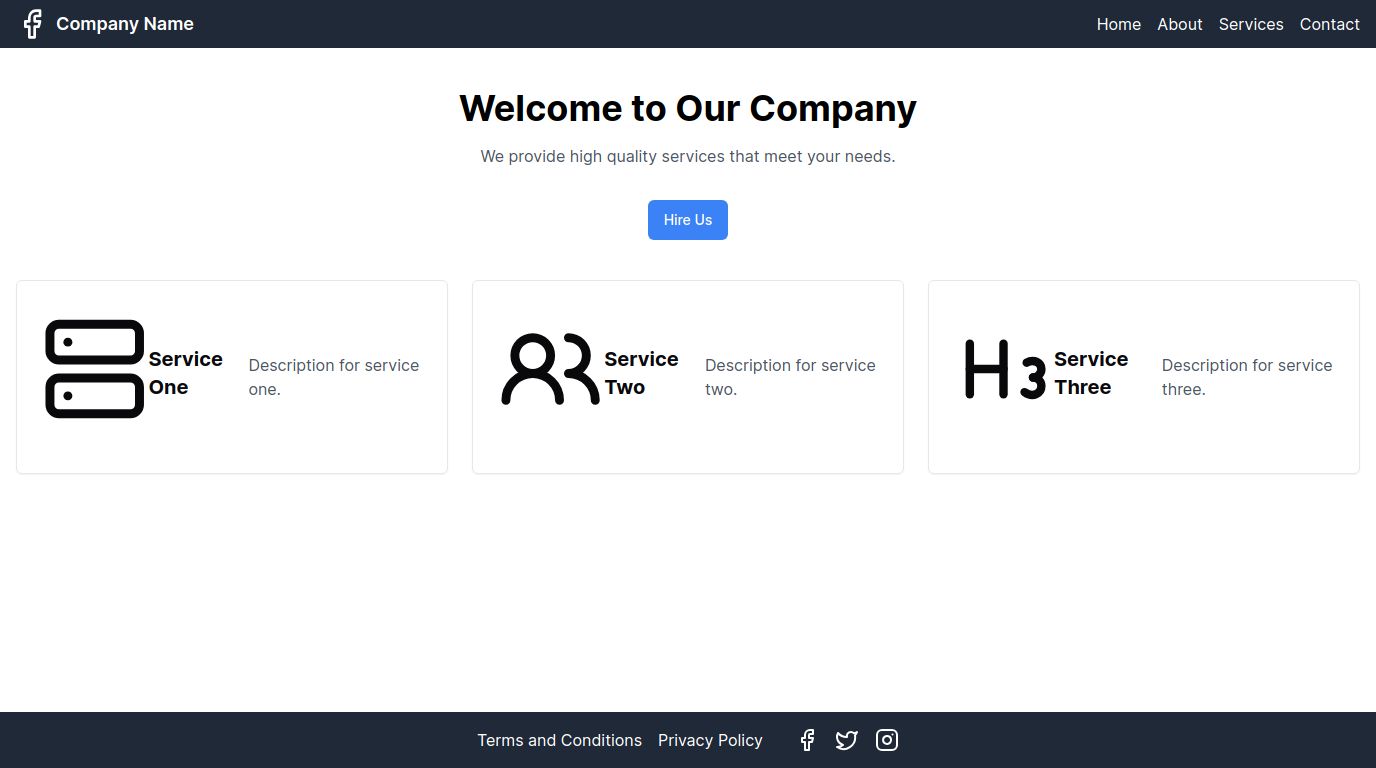 Company Name
Home About Services Contact
Welcome to Our Company
We provide high quality services that meet your needs.
Hire Us
Service
One
Description for service
one.
Service
Two
Description for service
two.
H3
Service
Three
Description for service
three.
Terms and Conditions Privacy Policy